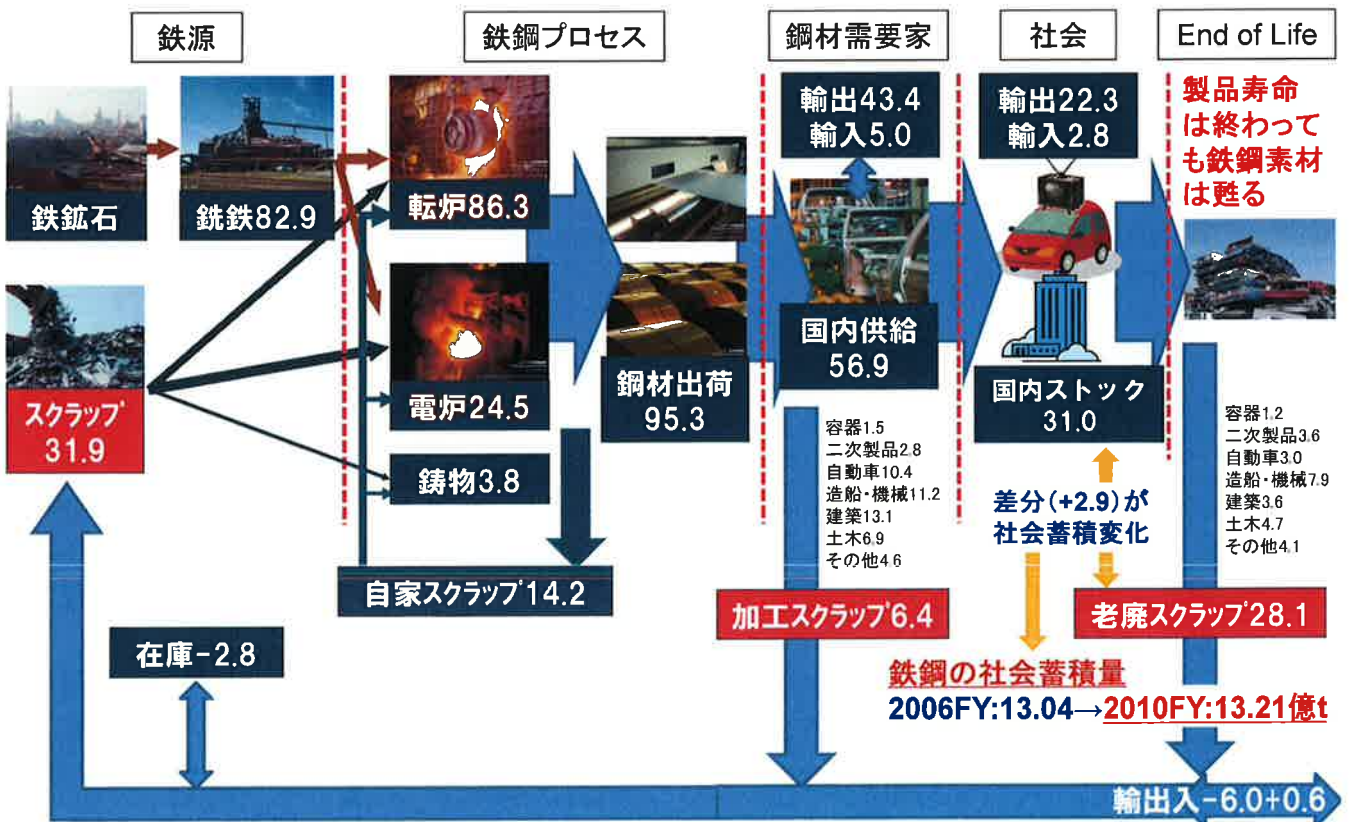 鉄源
鉄鋼プロセス
鋼材需要家
社会
End of Life
鉄鉱石
銑鉄82.9
転炉86.3
輸出43.4
輸入5.0
輸出22.3
輸入2.8
製品寿命
は終わって
も鉄鋼素材
は甦る
スクラップ
31.9
電炉24.5
鋳物3.8
自家スクラップ14.2
鋼材出荷
95.3
国内供給
56.9
国内ストック
31.0
容器1.5
二次製品2.8
自動車10.4
造船・機械11.2
建築13.1
土木6.9
その他4.6
差分(+2.9)が
社会蓄積変化
容器1.2
二次製品3.6
自動車3.0
造船・機械7.9
建築3.6
土木4.7
その他4.1
加工スクラップ6.4
老廃スクラップ28.1
在庫-2.8
鉄鋼の社会蓄積量
2006FY:13.04→2010FY:13.21億t
輸出入-6.0+0.6